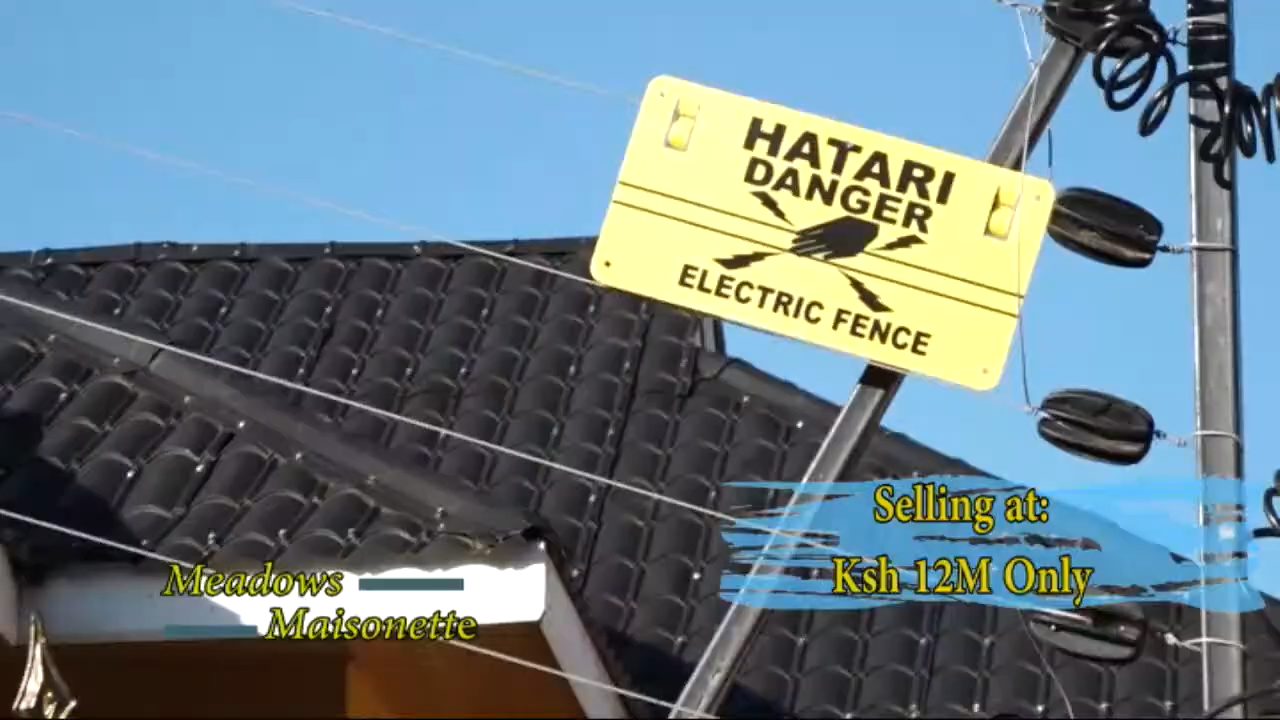 HATARI
DANGER
ELECTRIC FENCE
Selling at:
Ksh 12M Only
Meadows
Maisonette